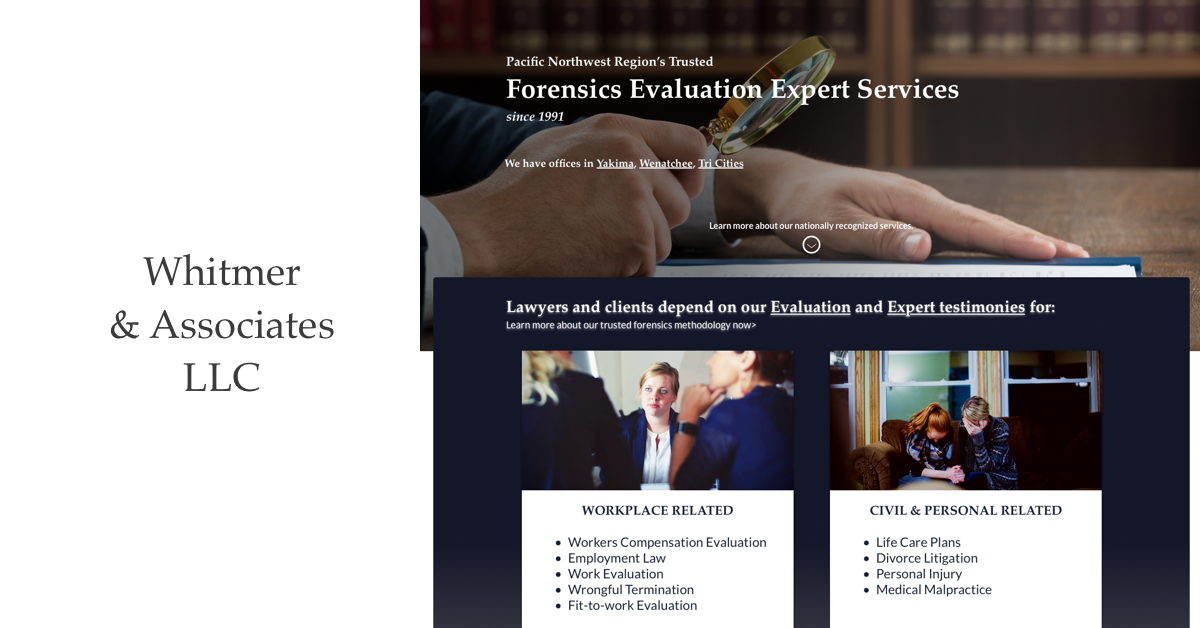 Whitmer
& Associates
LLC
Pacific Northwest Region’s Trusted
Forensics Evaluation Expert Services
since 1991
We have offices in Yakima, Wenatchee, Tri Cities
Learn more about our nationally recognized services.
Lawyers and clients depend on our Evaluation and Expert testimonies for:
Learn more about our trusted forensics methodology now>
WORKPLACE RELATED
• Workers Compensation Evaluation
• Employment Law
• Work Evaluation
• Wrongful Termination
• Fit-to-work Evaluation
CIVIL & PERSONAL RELATED
• Life Care Plans
• Divorce Litigation
• Personal Injury
• Medical Malpractice